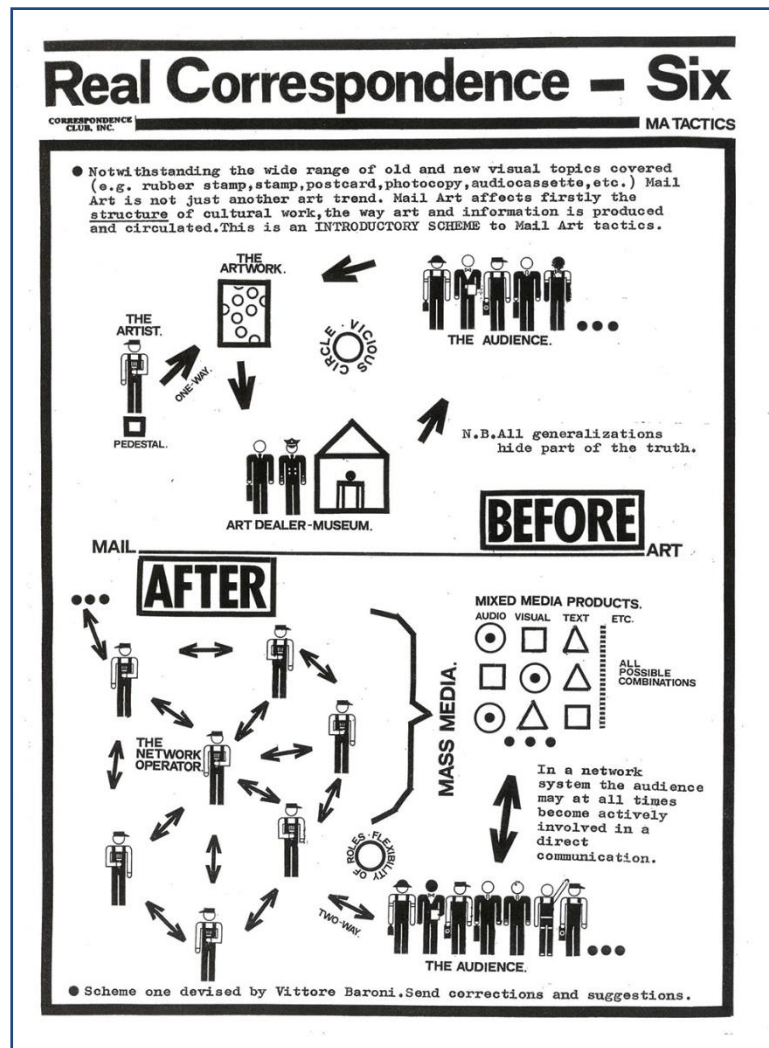 Real Correspondence – Six
CORRESPONDENCE
CLUB, INC.
MA TACTICS
● Notwithstanding the wide range of old and new visual topics covered
(e.g. rubber stamp,stamp,postcard,photocopy,audiocassette,etc.) Mail
Art is not just another art trend. Mail Art affects firstly the
structure of cultural work,the way art and information is produced
and circulated.This is an INTRODUCTORY SCHEME to Mail Art tactics.
THE
ARTWORK.
THE
ARTIST.
ONE-WAY.
PEDESTAL.
VICIOUS CIRCLE ·
THE AUDIENCE.
N.B.All generalizations
hide part of the truth.
ART DEALER-MUSEUM.
BEFORE
MAIL
ART
AFTER
THE
NETWORK
OPERATOR.
MASS MEDIA.
MIXED MEDIA PRODUCTS.
AUDIO VISUAL TEXT ETC.
ALL
POSSIBLE
COMBINATIONS
In a network
system the audience
may at all times
become actively
involved in a
direct
communication.
FLEXIBILITY OF ROLES ·
TWO-WAY.
THE AUDIENCE.
● Scheme one devised by Vittore Baroni.Send corrections and suggestions.